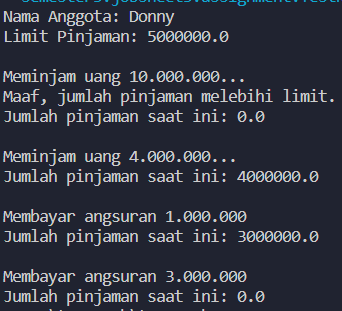 Nama Anggota: Donny
Limit Pinjaman: 5000000.0
Meminjam uang 10.000.000...
Maaf, jumlah pinjaman melebihi limit.
Jumlah pinjaman saat ini: 0.0
Meminjam uang 4.000.000...
Jumlah pinjaman saat ini: 4000000.0
Membayar angsuran 1.000.000
Jumlah pinjaman saat ini: 3000000.0
Membayar angsuran 3.000.000
Jumlah pinjaman saat ini: 0.0